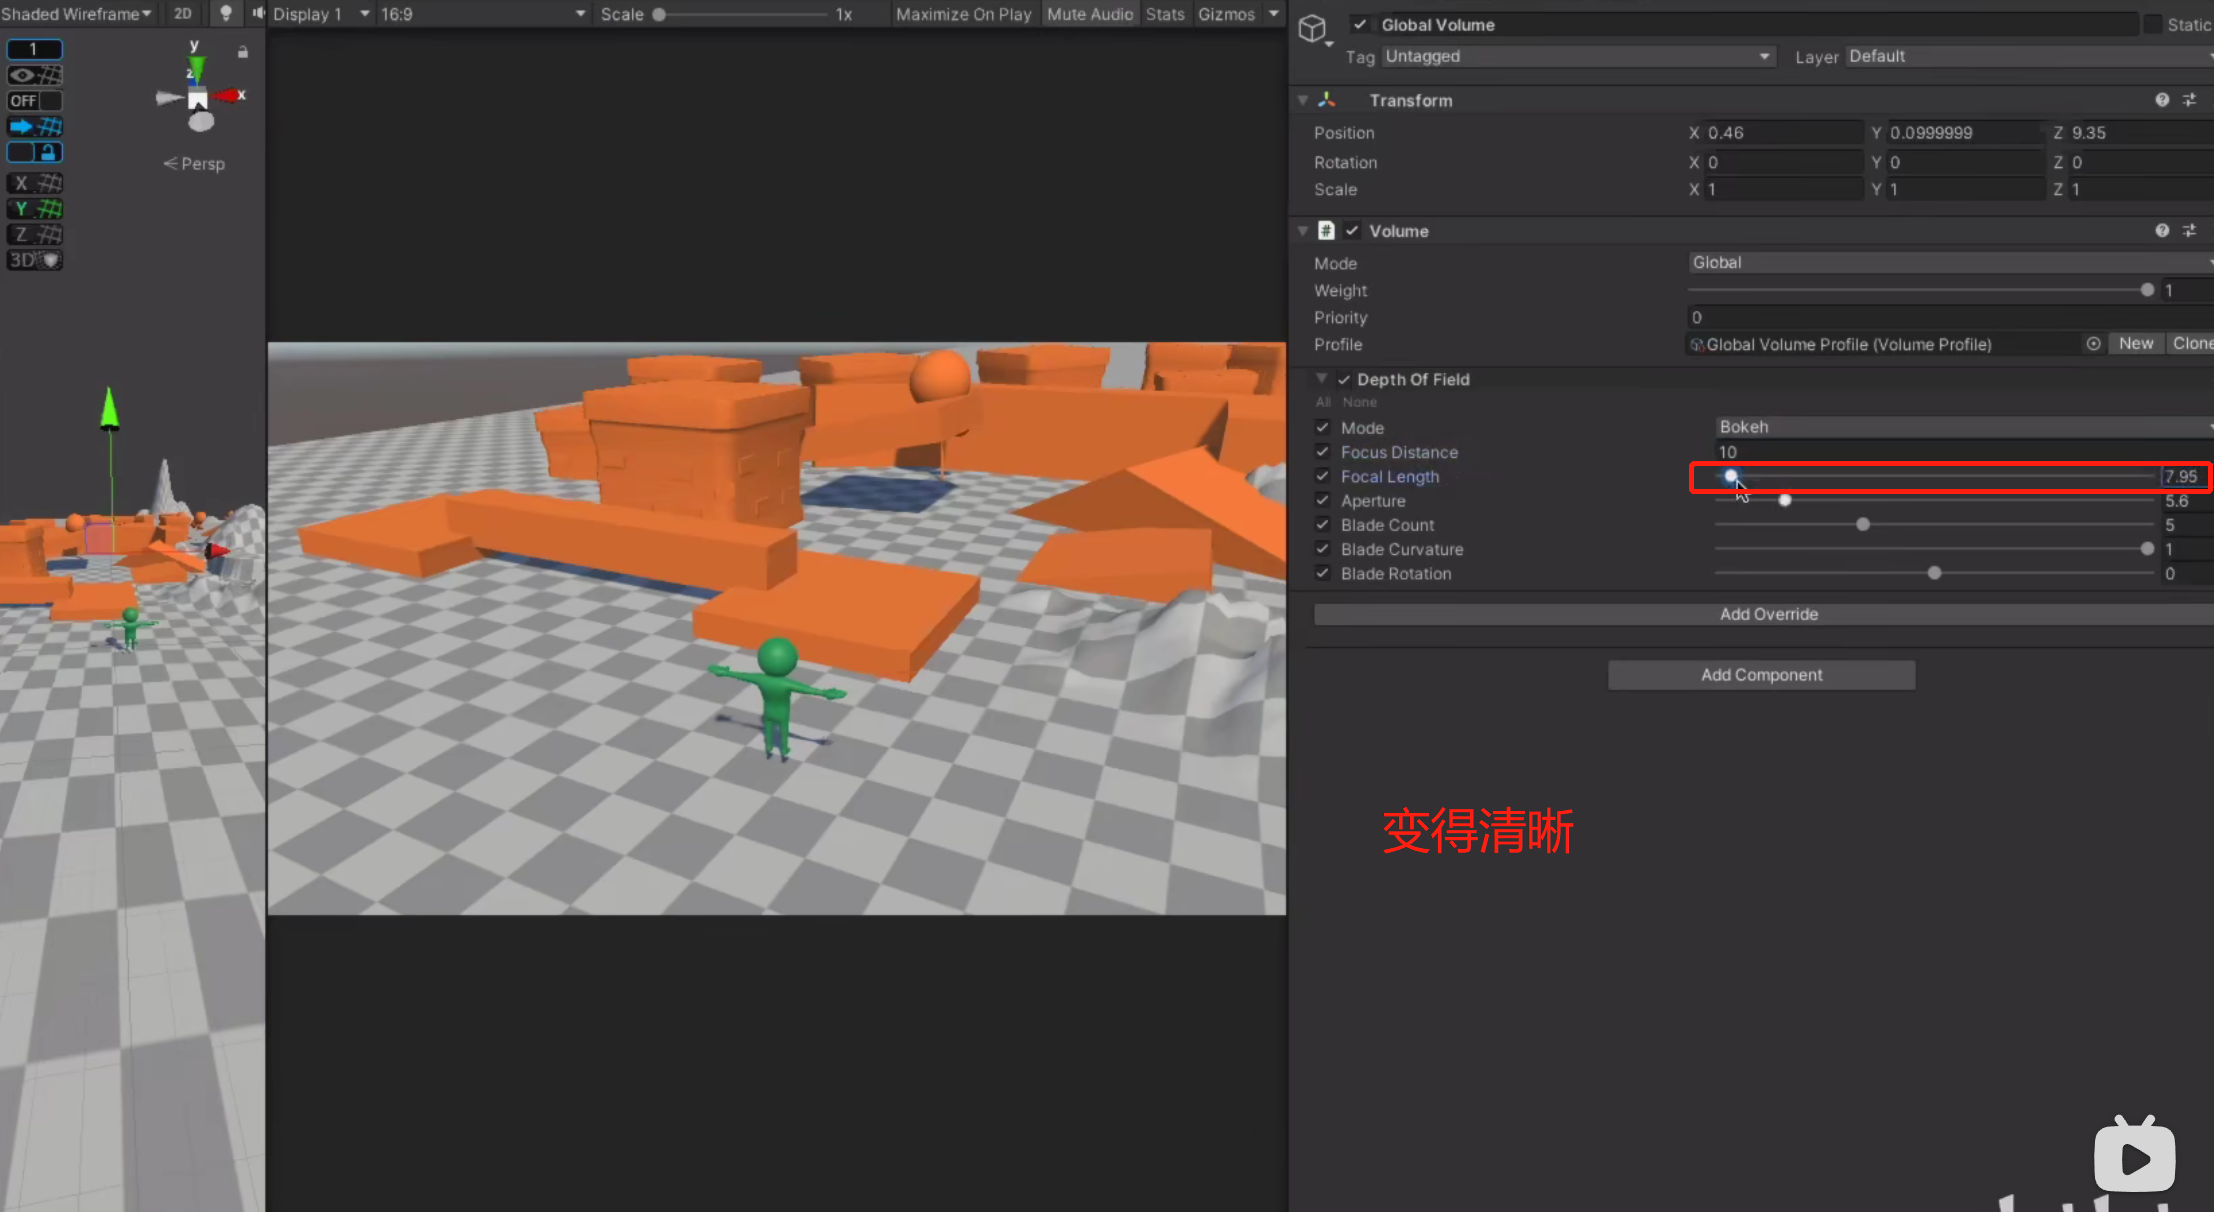 Shaded Wireframe 2D Display 1 16:9 Scale 1x Maximize On Play Mute Audio Stats Gizmos
1
OFF
X
Y
Z
3D
y
z
x
Persp
Global Volume Static
Tag Untagged Layer Default
Transform
Position X 0.46 Y 0.0999999 Z 9.35
Rotation X 0 Y 0 Z 0
Scale X 1 Y 1 Z 1
# Volume
Mode Global
Weight 1
Priority 0
Profile Global Volume Profile (Volume Profile) New Clone
Depth Of Field
All None
Mode Bokeh
Focus Distance 10
Focal Length 7.95
Aperture 5.6
Blade Count 5
Blade Curvature 1
Blade Rotation 0
Add Override
Add Component
变得清晰